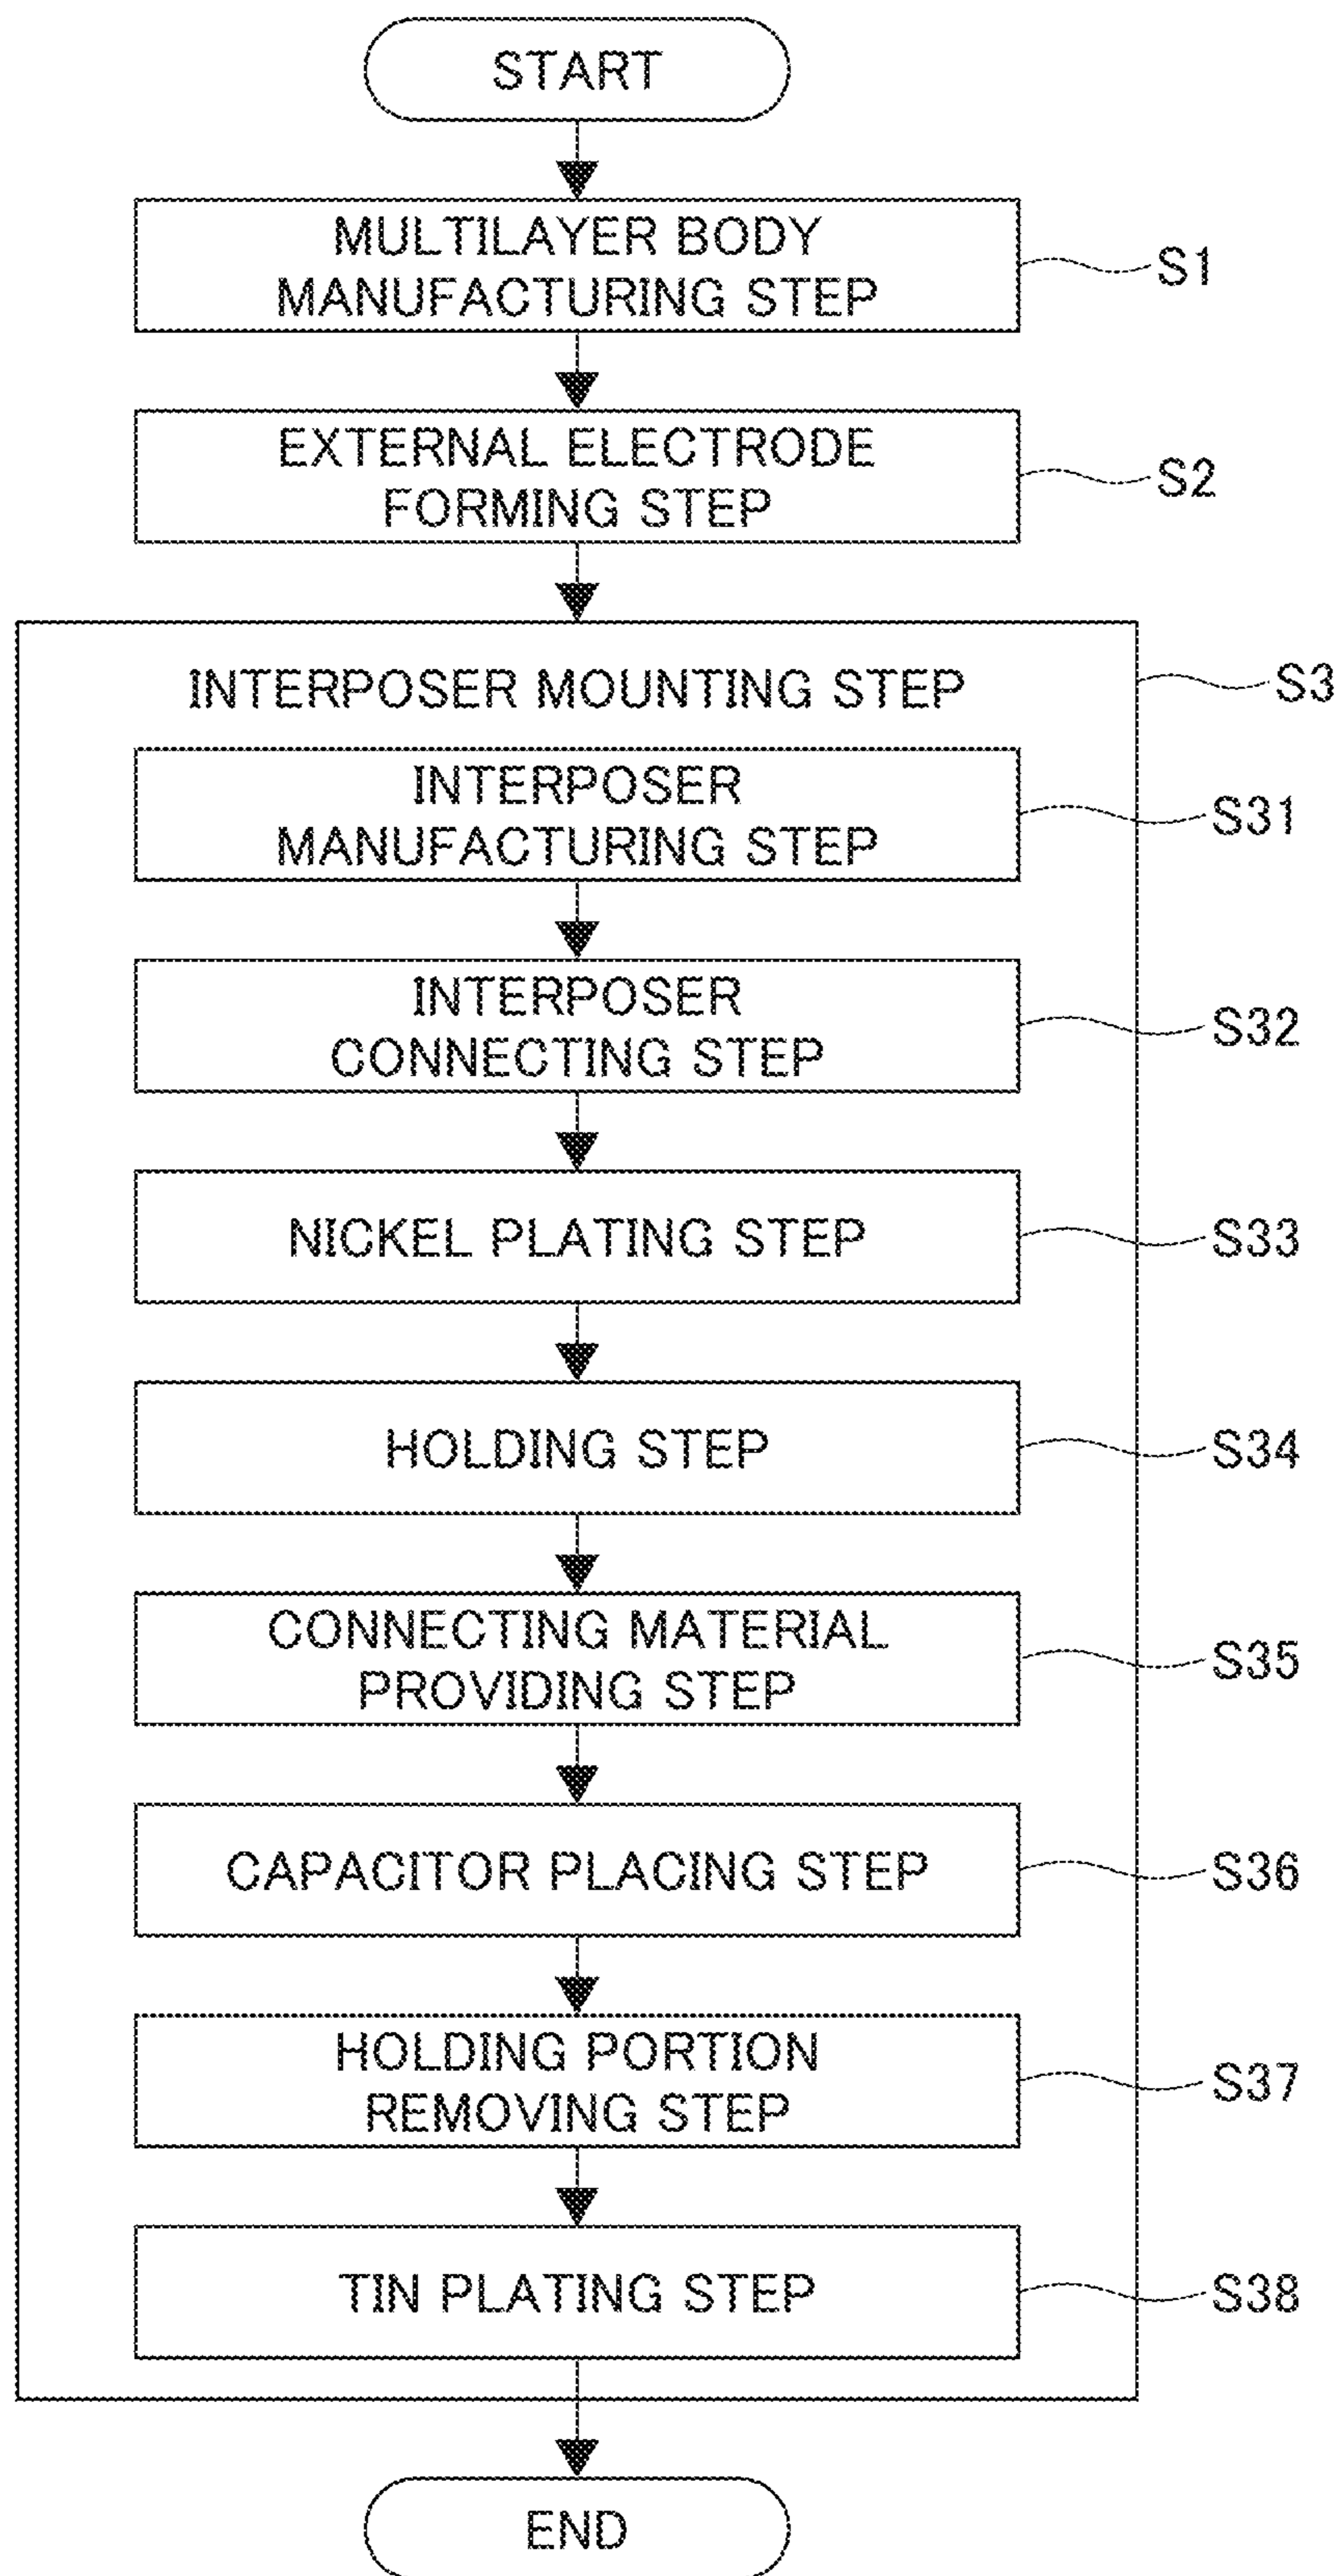 START
MULTILAYER BODY
MANUFACTURING STEP
S1
EXTERNAL ELECTRODE
FORMING STEP
S2
INTERPOSER MOUNTING STEP
S3
INTERPOSER
MANUFACTURING STEP
S31
INTERPOSER
CONNECTING STEP
S32
NICKEL PLATING STEP
S33
HOLDING STEP
S34
CONNECTING MATERIAL
PROVIDING STEP
S35
CAPACITOR PLACING STEP
S36
HOLDING PORTION
REMOVING STEP
S37
TIN PLATING STEP
S38
END